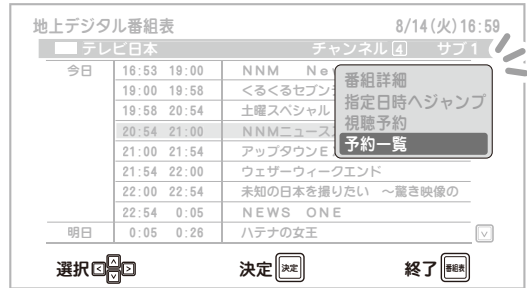 地上デジタル番組表 8/14(火)16:59
テレビ日本 チャンネル4 サブ1
今日 16:53 19:00 NNM Ne
19:00 19:58 くるくるセブン
19:58 20:54 土曜スペシャル
20:54 21:00 NNMニュース
21:00 21:54 アップタウンE
21:54 22:00 ウェザーウィークエンド
22:00 22:54 未知の日本を撮りたい ~驚き映像の
22:54 0:05 NEWS ONE
明日 0:05 0:26 ハテナの女王
番組詳細
指定日時へジャンプ
視聴予約
予約一覧
選択 決定 決定 終了 番組表